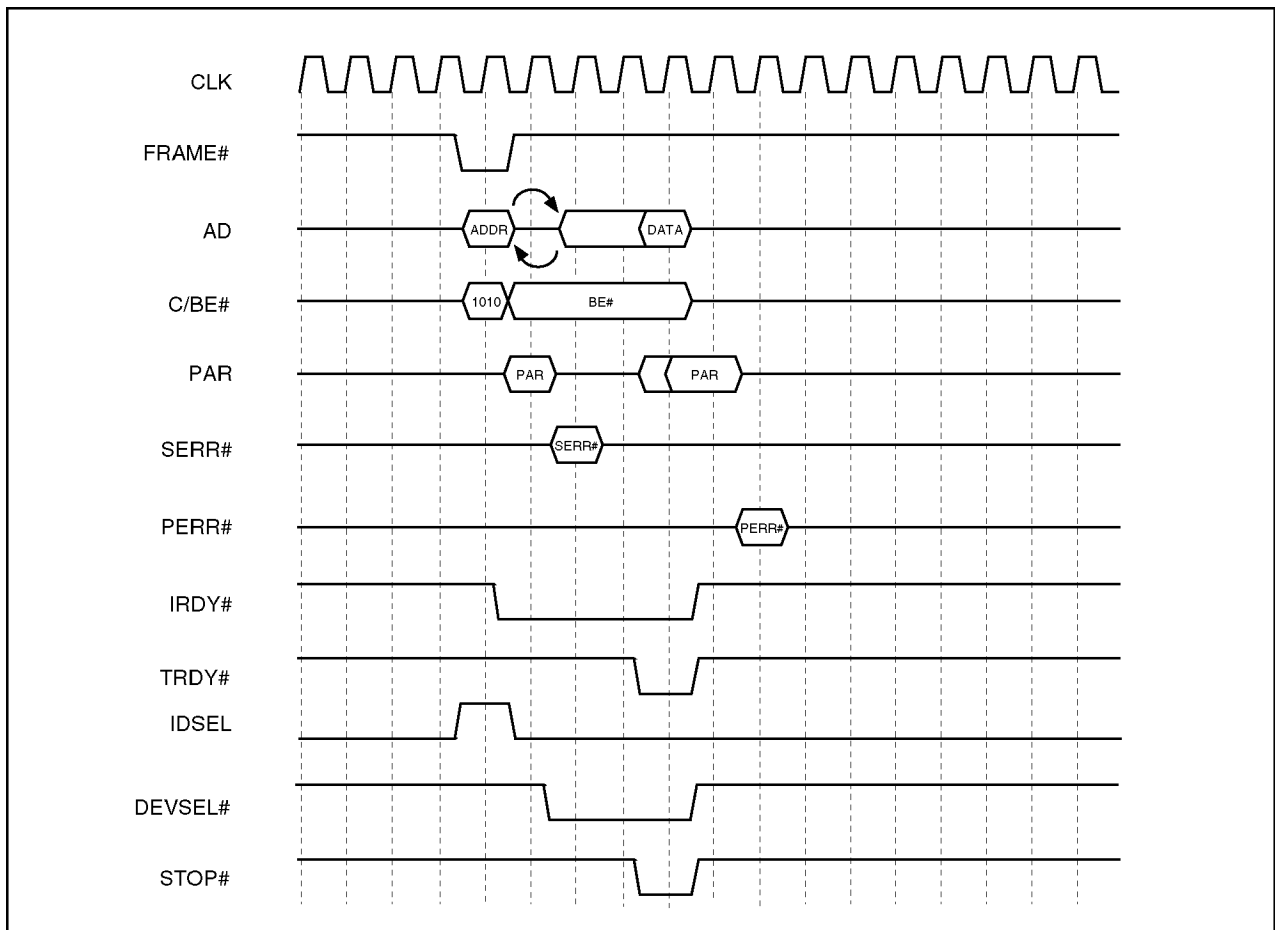 CLK
FRAME#
AD
ADDR
DATA
C/BE#
1010
BE#
PAR
PAR
PAR
SERR#
SERR#
PERR#
PERR#
IRDY#
TRDY#
IDSEL
DEVSEL#
STOP#